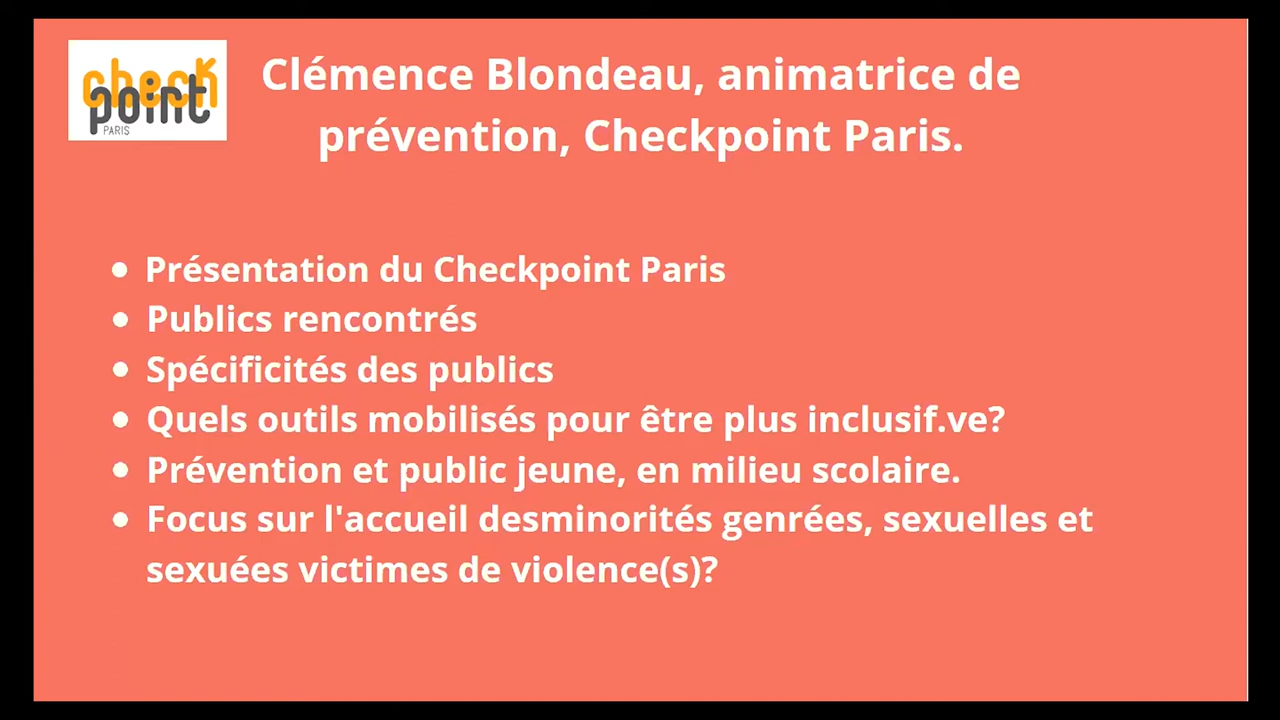 check
point
PARIS
Clémence Blondeau, animatrice de
prévention, Checkpoint Paris.
• Présentation du Checkpoint Paris
• Publics rencontrés
• Spécificités des publics
• Quels outils mobilisés pour être plus inclusif.ve?
• Prévention et public jeune, en milieu scolaire.
• Focus sur l'accueil desminorités genrées, sexuelles et
sexuées victimes de violence(s)?